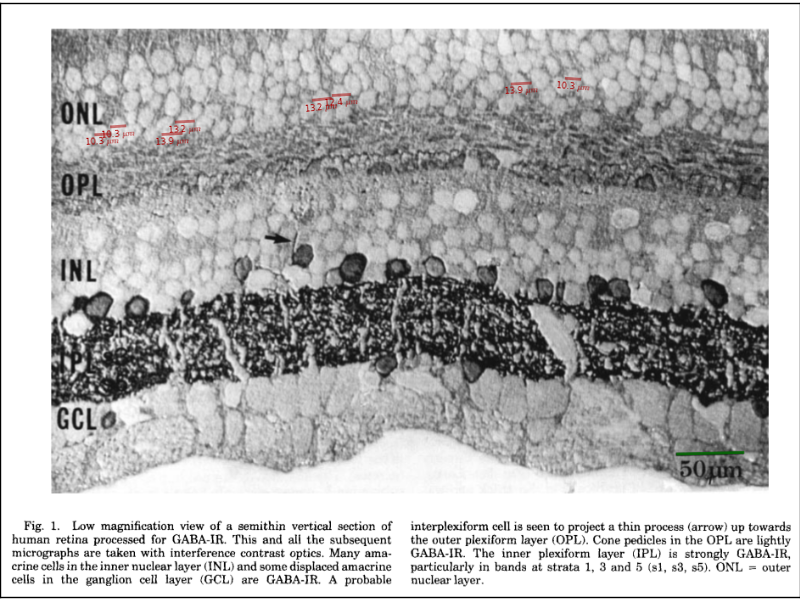 ONL
13.2 µm
13.9 µm
10.3 µm
10.3 µm
13.2 µm
10.3 µm
13.9 µm
OPL
INL
IPL
GCL
50µm
Fig. 1. Low magnification view of a semithin vertical section of
human retina processed for GABA-IR. This and all the subsequent
micrographs are taken with interference contrast optics. Many ama-
crine cells in the inner nuclear layer (INL) and some displaced amacrine
cells in the ganglion cell layer (GCL) are GABA-IR. A probable
interplexiform cell is seen to project a thin process (arrow) up towards
the outer plexiform layer (OPL). Cone pedicles in the OPL are lightly
GABA-IR. The inner plexiform layer (IPL) is strongly GABA-IR,
particularly in bands at strata 1, 3 and 5 (s1, s3, s5). ONL = outer
nuclear layer.